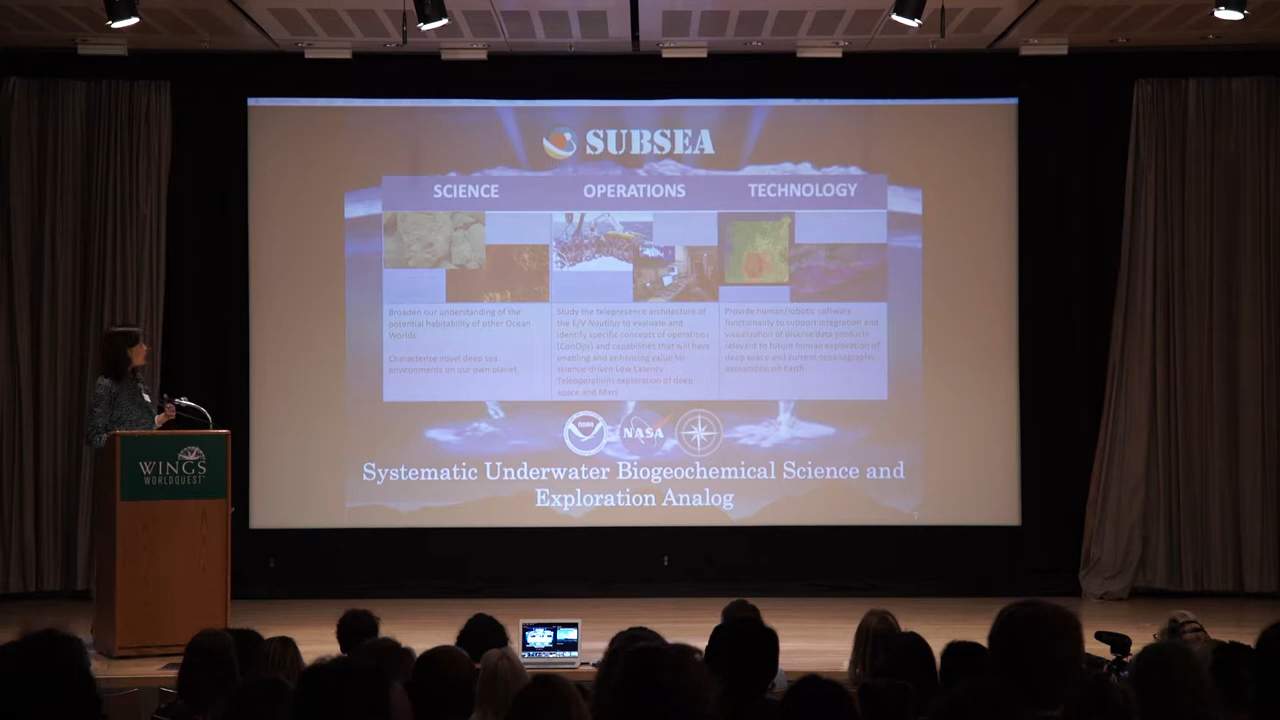 SUBSEA
SCIENCE OPERATIONS TECHNOLOGY
Broaden our understanding of the
potential habitability of other Ocean
Worlds
Characterize novel deep sea
environments on our own planet.
Study the telepresence architecture of
the E/V Nautilus to evaluate and
identify specific concepts of operations
(ConOps) and capabilities that will have
enabling and enhancing value for
science-driven Low Latency
Teleoperations exploration of deep
space and Mars
Provide human/robotic software
functionality to support integration and
visualization of diverse data products
relevant to future human exploration of
deep space and current oceanographic
exploration on Earth.
NOAA
NASA
Systematic Underwater Biogeochemical Science and
Exploration Analog
7
WINGS
WORLDQUEST